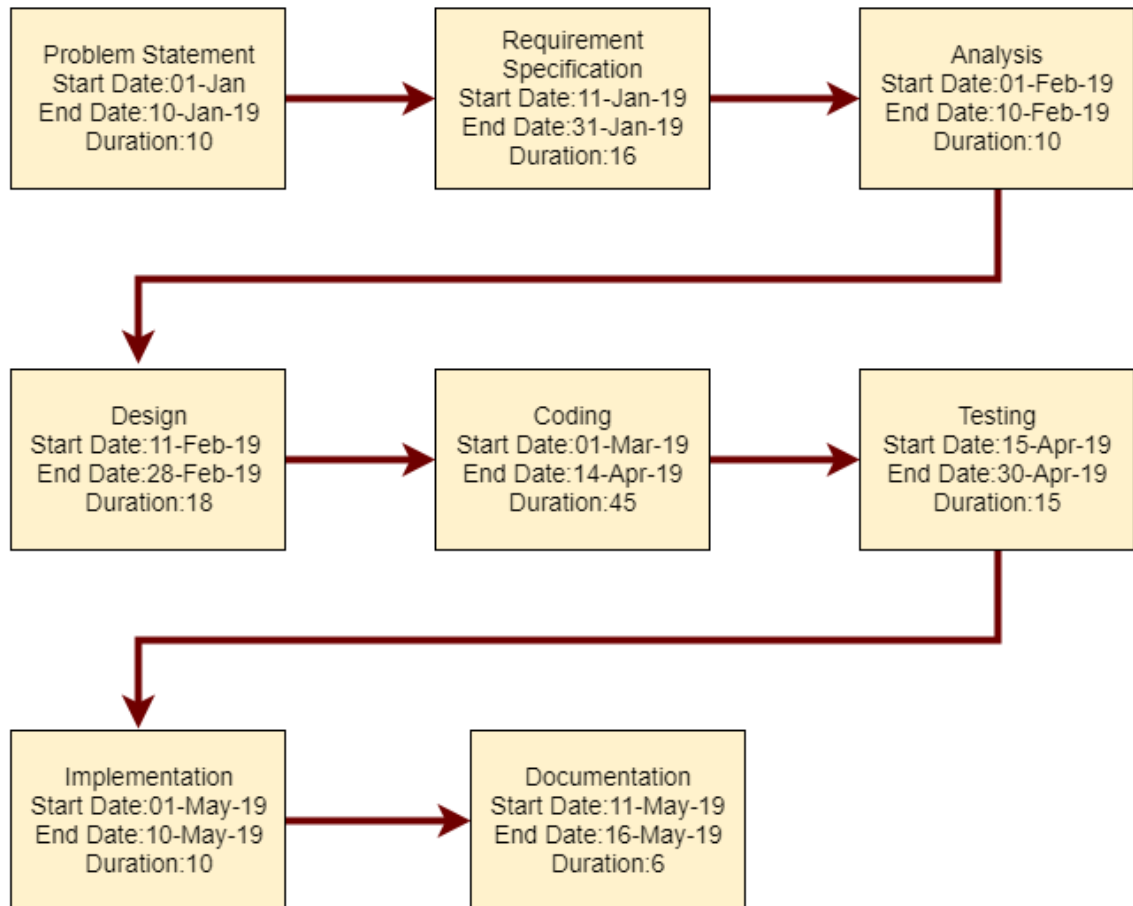 Problem Statement
Start Date:01-Jan
End Date:10-Jan-19
Duration:10
Requirement
Specification
Start Date:11-Jan-19
End Date:31-Jan-19
Duration:16
Analysis
Start Date:01-Feb-19
End Date:10-Feb-19
Duration:10
Design
Start Date:11-Feb-19
End Date:28-Feb-19
Duration:18
Coding
Start Date:01-Mar-19
End Date:14-Apr-19
Duration:45
Testing
Start Date:15-Apr-19
End Date:30-Apr-19
Duration:15
Implementation
Start Date:01-May-19
End Date:10-May-19
Duration:10
Documentation
Start Date:11-May-19
End Date:16-May-19
Duration:6